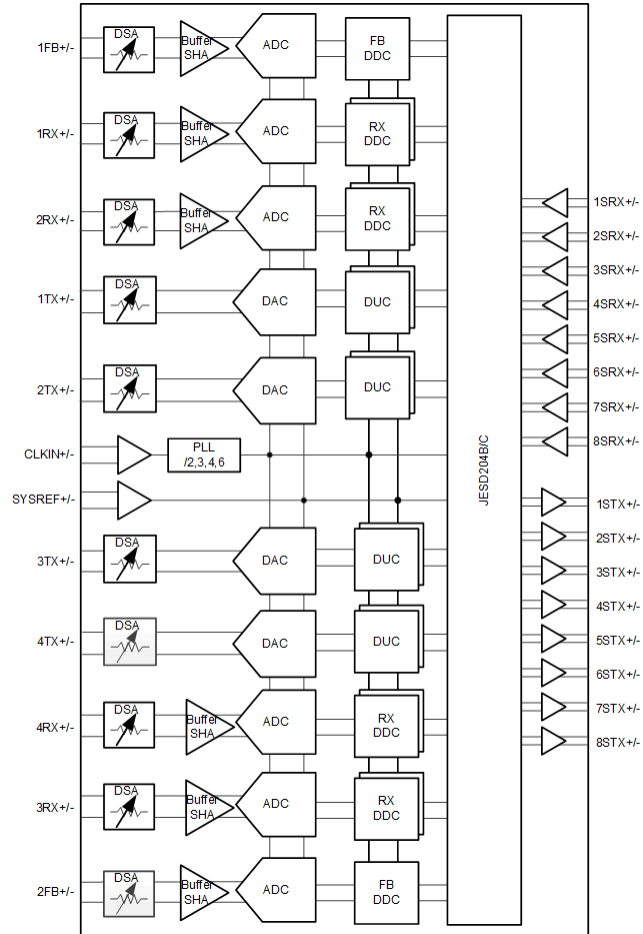 1FB+/-
DSA
Buffer
SHA
ADC
FB
DDC
1RX+/-
DSA
Buffer
SHA
ADC
RX
DDC
2RX+/-
DSA
Buffer
SHA
ADC
RX
DDC
1TX+/-
DSA
DAC
DUC
2TX+/-
DSA
DAC
DUC
CLKIN+/-
PLL
/2,3,4,6
SYSREF+/-
3TX+/-
DSA
DAC
DUC
4TX+/-
DSA
DAC
DUC
4RX+/-
DSA
Buffer
SHA
ADC
RX
DDC
3RX+/-
DSA
Buffer
SHA
ADC
RX
DDC
2FB+/-
DSA
Buffer
SHA
ADC
FB
DDC
JESD204B/C
1SRX+/-
2SRX+/-
3SRX+/-
4SRX+/-
5SRX+/-
6SRX+/-
7SRX+/-
8SRX+/-
1STX+/-
2STX+/-
3STX+/-
4STX+/-
5STX+/-
6STX+/-
7STX+/-
8STX+/-